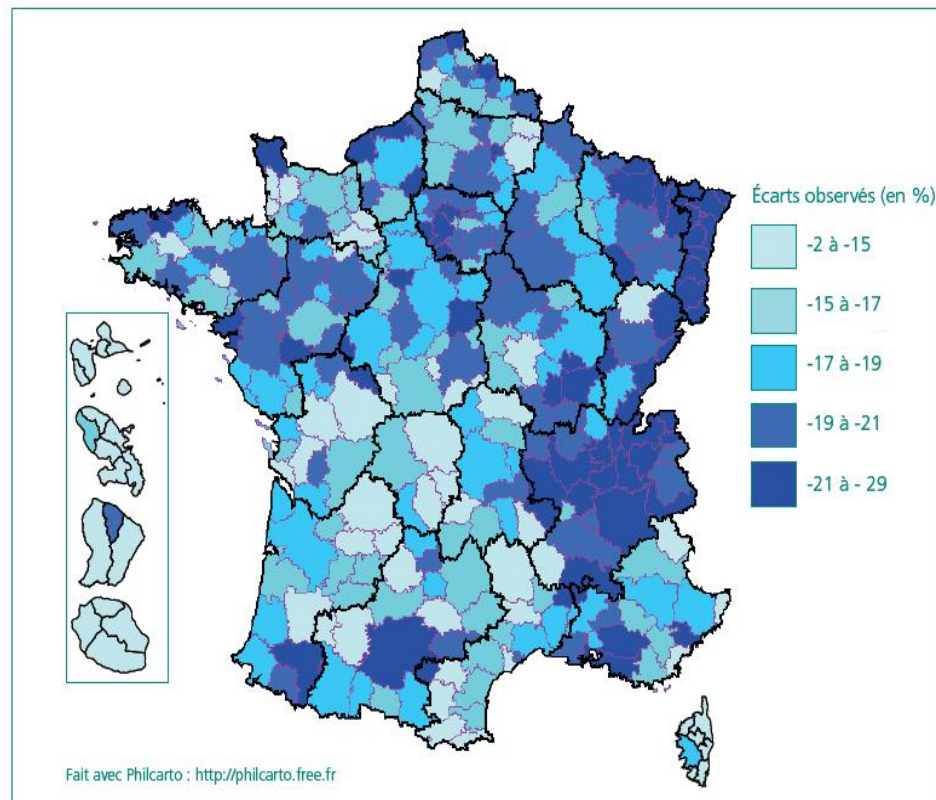 Écarts observés (en %)
-2 à -15
-15 à -17
-17 à -19
-19 à -21
-21 à - 29
Fait avec Philcarto : http://philcarto.free.fr